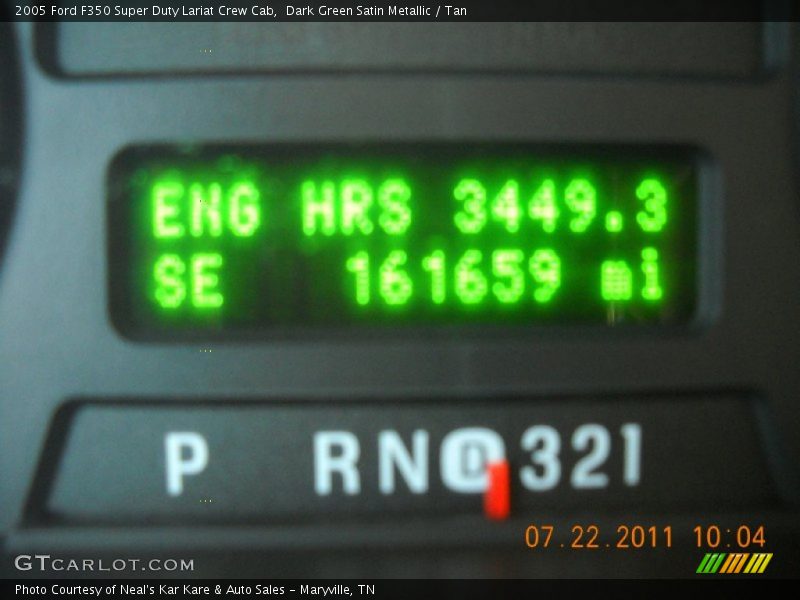 2005 Ford F350 Super Duty Lariat Crew Cab, Dark Green Satin Metallic / Tan
ENG HRS 3449.3
SE 161659 mi
P R N D 3 2 1
07.22.2011 10:04
GTCARLOT.COM
Photo Courtesy of Neal's Kar Kare & Auto Sales - Maryville, TN